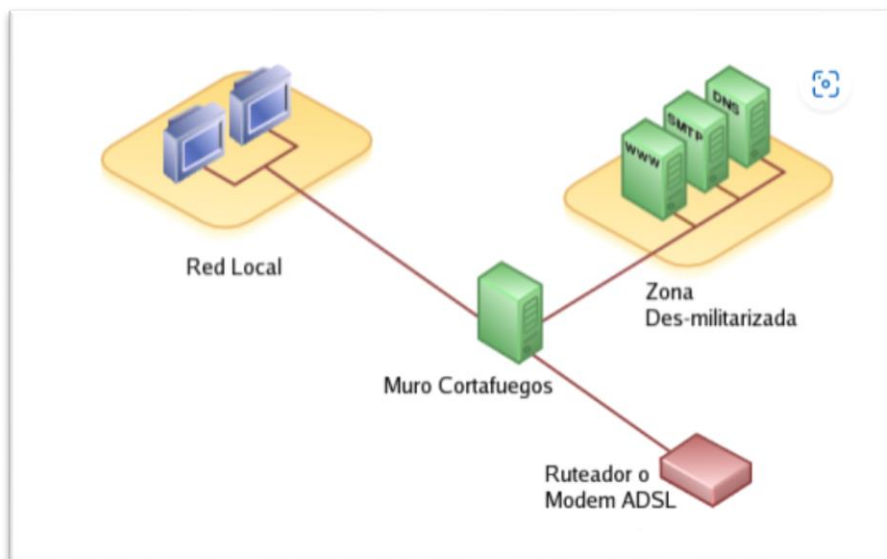 WWW
SMTP
DNS
Red Local
Zona
Des-militarizada
Muro Cortafuegos
Ruteador o
Modem ADSL